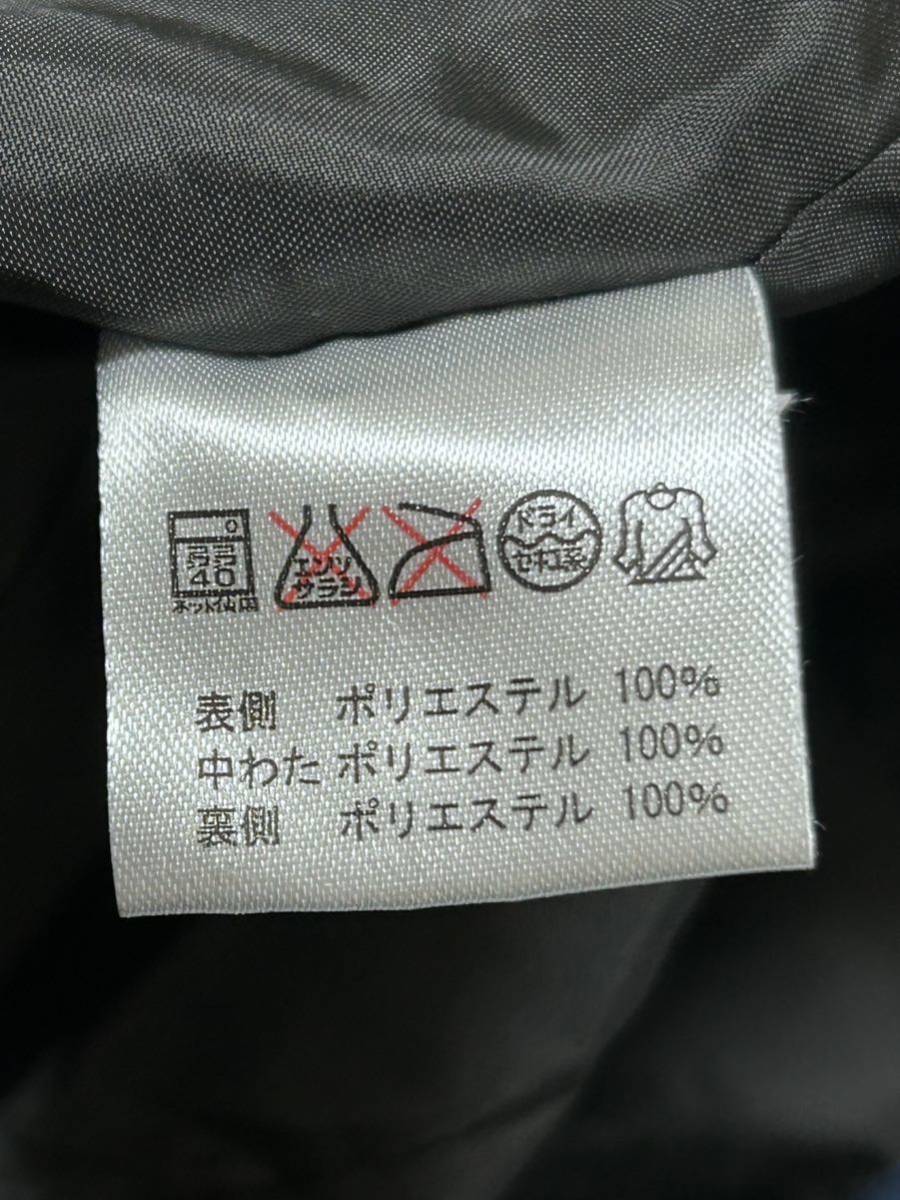 弱
40
ネット使用
エンソ
サラシ
ドライ
セキユ系
表側 ポリエステル 100%
中わた ポリエステル 100%
裏側 ポリエステル 100%